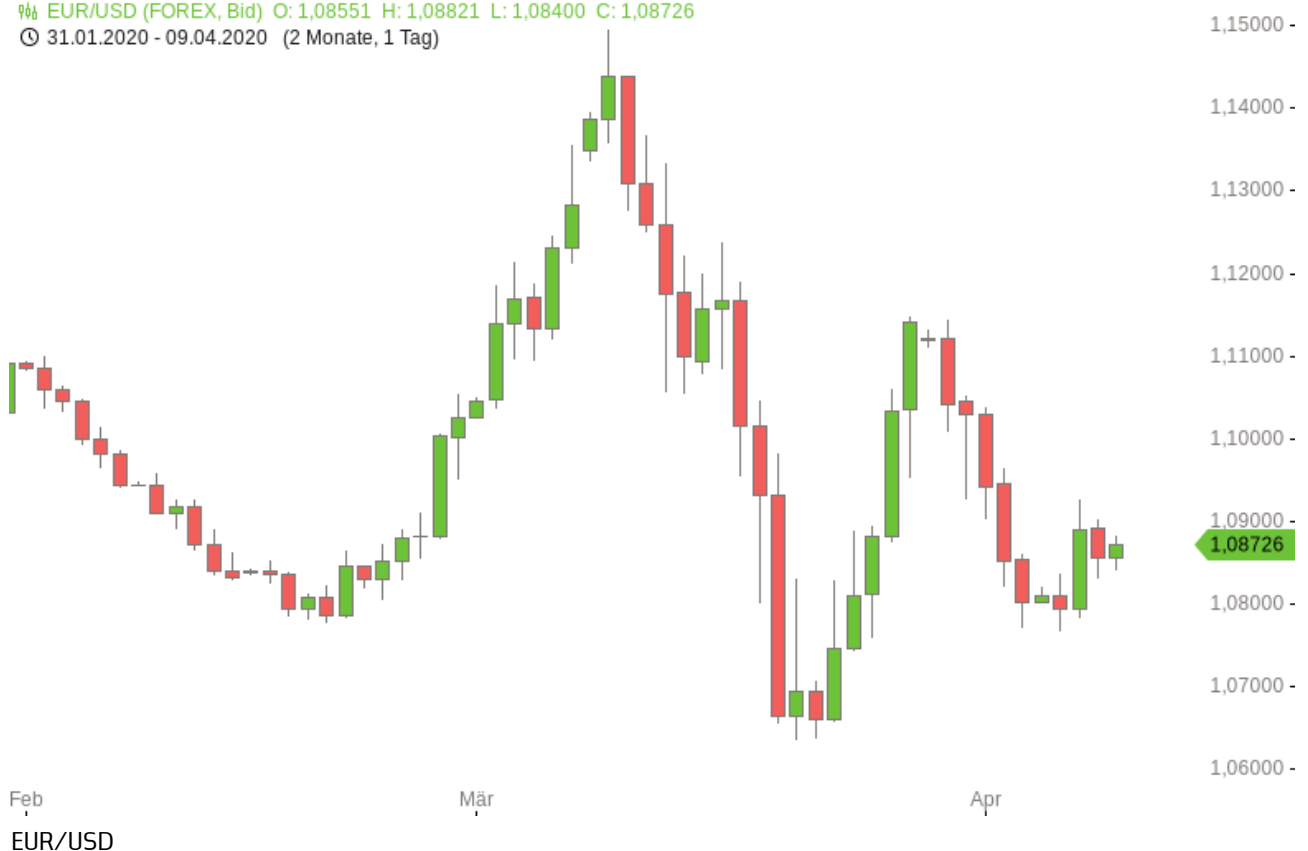 EUR/USD (FOREX, Bid) O: 1,08551 H: 1,08821 L: 1,08400 C: 1,08726
31.01.2020 - 09.04.2020 (2 Monate, 1 Tag)
1,15000
1,14000
1,13000
1,12000
1,11000
1,10000
1,09000
1,08726
1,08000
1,07000
1,06000
Feb Mär Apr
EUR/USD